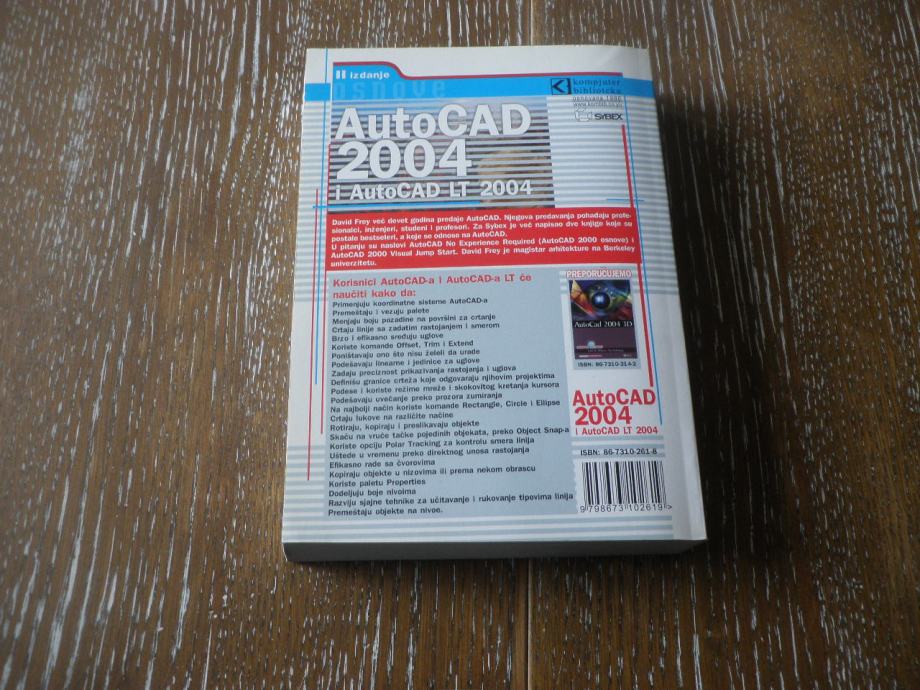 II izdanje
osnove
kompjuter
biblioteka
SYBEX
AutoCAD
2004
i AutoCAD LT 2004
David Frey već devet godina predaje AutoCAD. Njegova predavanja pohađaju profe-
sionalci, inženjeri, studeni i profesori. Za Sybex je već napisao dve knjige koje su
postale bestseleri, a koje se odnose na AutoCAD.
U pitanju su naslovi AutoCAD No Experience Required (AutoCAD 2000 osnove) i
AutoCAD 2000 Visual Jump Start. David Frey je magistar arhitekture na Berkeley
univerzitetu.
Korisnici AutoCAD-a i AutoCAD-a LT će
naučiti kako da:
Primenjuju koordinatne sisteme AutoCAD-a
Premeštaju i vezuju palete
Menjaju boju pozadine na površini za crtanje
Crtaju linije sa zadatim rastojanjem i smerom
Brzo i efikasno sređuju uglove
Koriste komande Offset, Trim i Extend
Poništavaju ono što nisu želeli da urade
Podešavaju linearne i jedinice za uglove
Zadaju preciznost prikazivanja rastojanja i uglova
Definišu granice crteža koje odgovaraju njihovim projektima
Podese i koriste režime mreže i skokovitog kretanja kursora
Podešavaju uvećanje preko prozora zumiranja
Na najbolji način koriste komande Rectangle, Circle i Ellipse
Crtaju lukove na različite načine
Rotiraju, kopiraju i preslikavaju objekte
Skaču na vruće tačke pojedinih objekata, preko Object Snap-a
Koriste opciju Polar Tracking za kontrolu smera linija
Uštede u vremenu preko direktnog unosa rastojanja
Efikasno rade sa čvorovima
Kopiraju objekte u nizovima ili prema nekom obrascu
Koriste paletu Properties
Dodeljuju boje nivoima
Razviju sjajne tehnike za učitavanje i rukovanje tipovima linija
Premeštaju objekte na nivoe.
PREPORUČUJEMO
AutoCad 2004 3D
ISBN: 86-7310-314-2
AutoCAD
2004
i AutoCAD LT 2004
ISBN: 86-7310-261-8
9 798673 102619 >